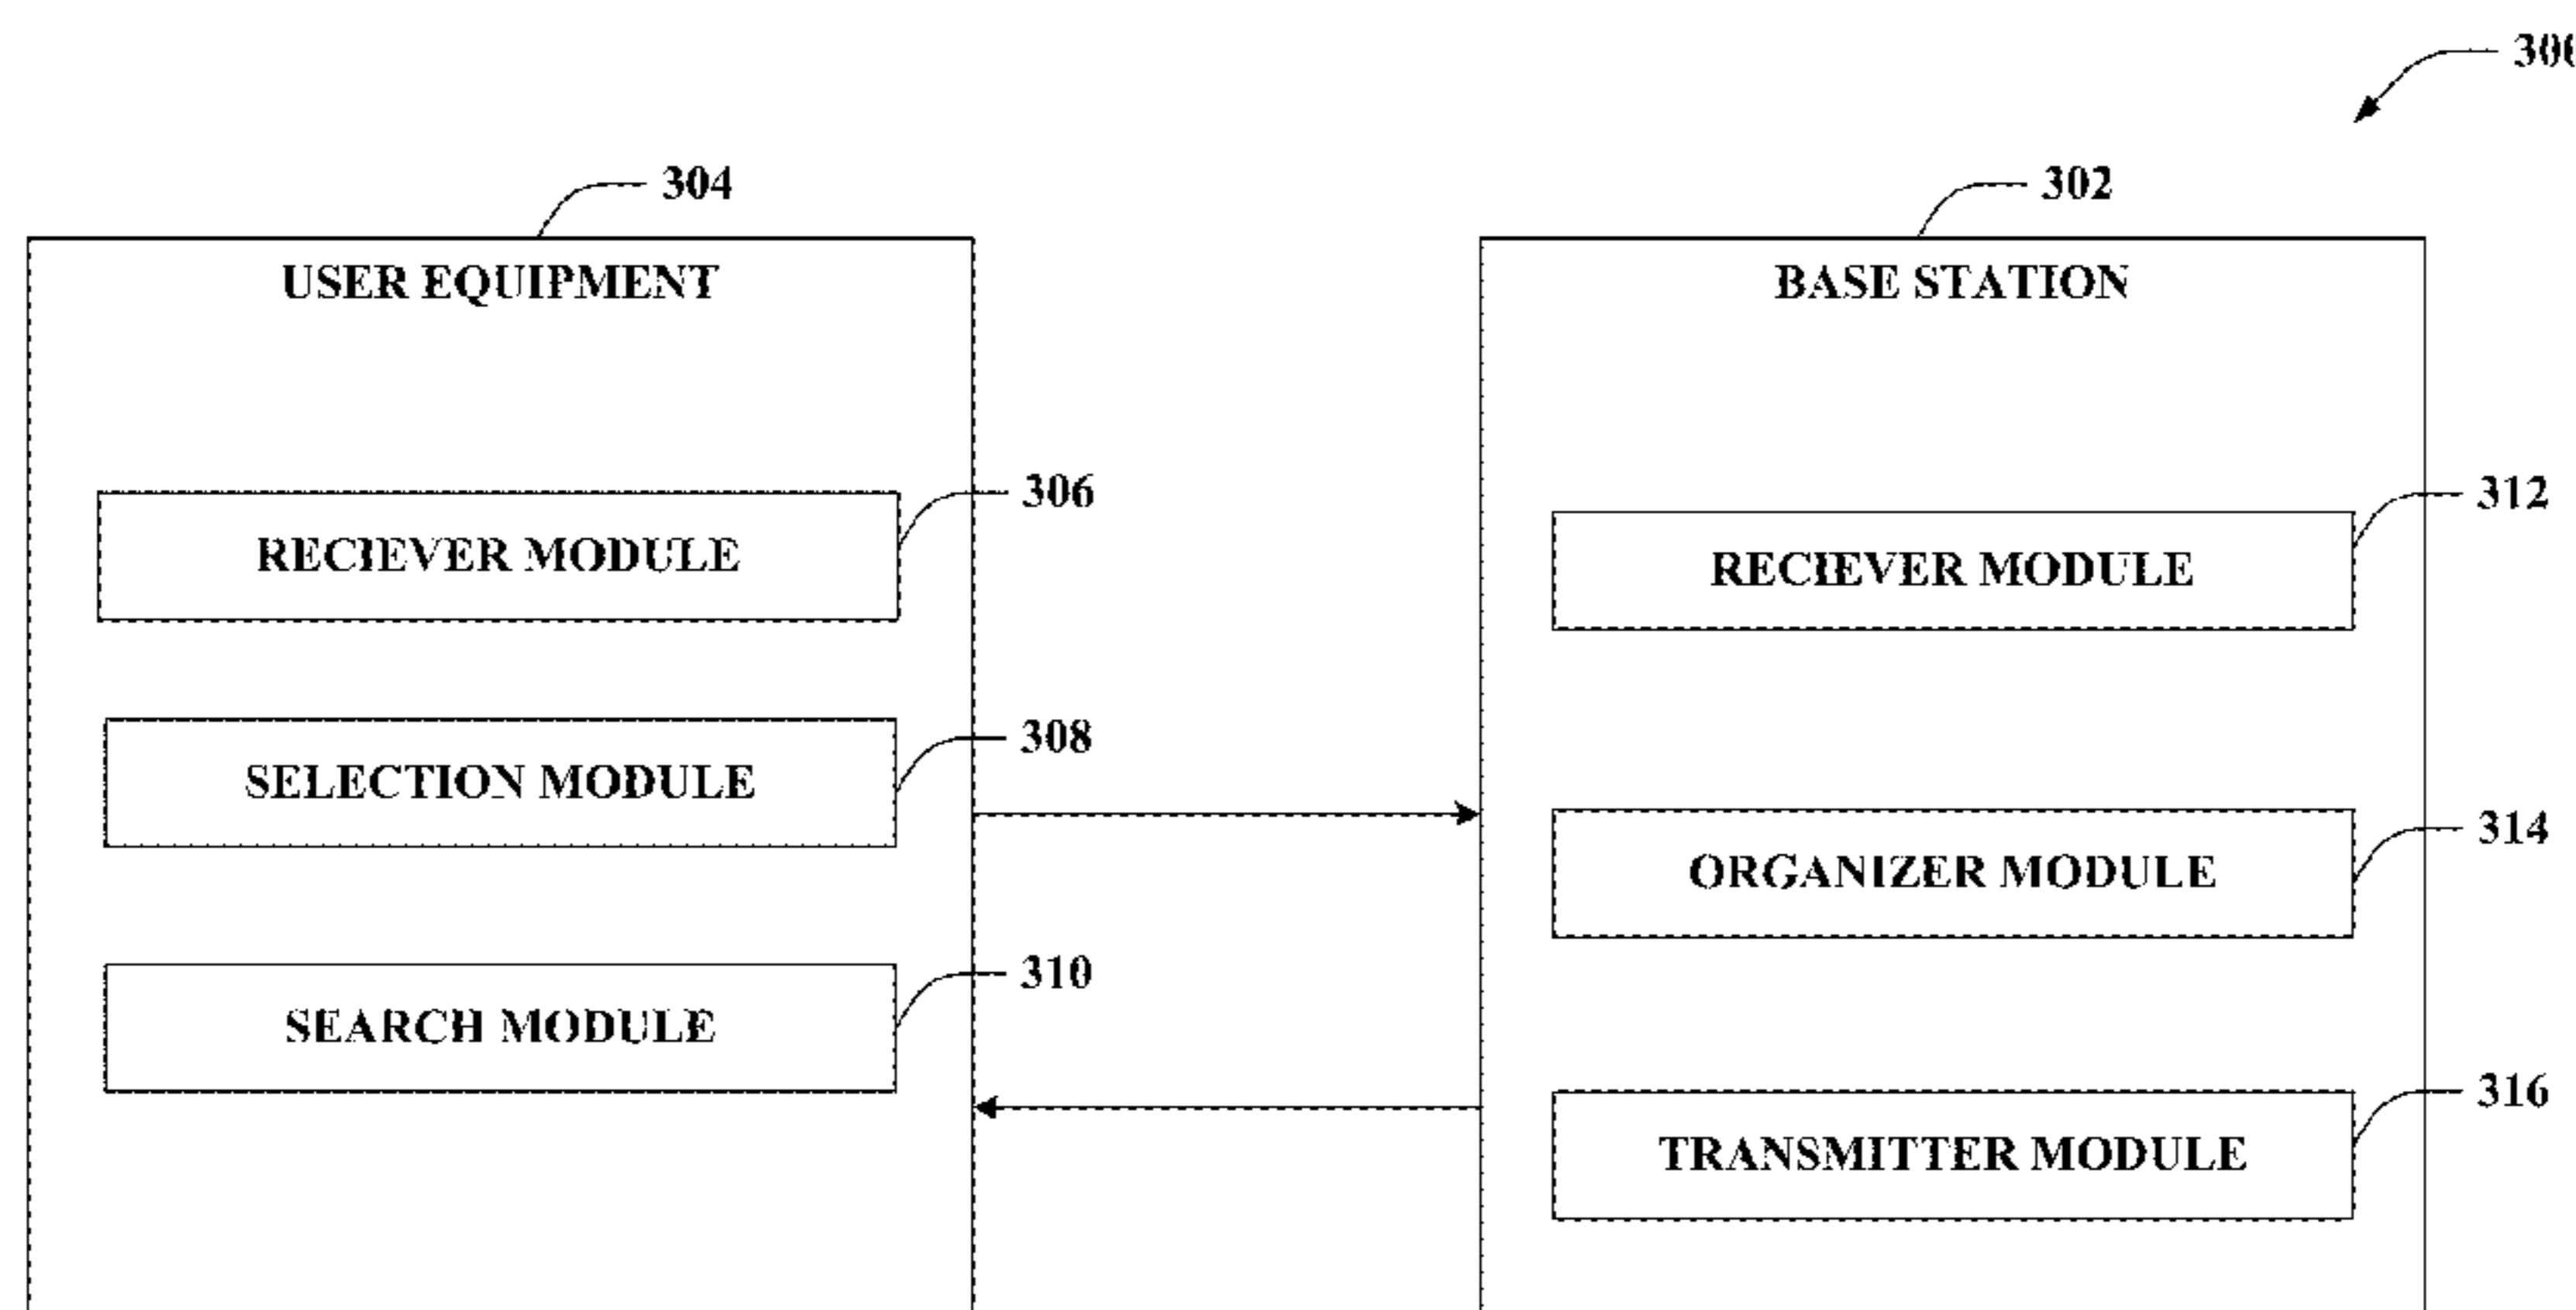 300
304
302
USER EQUIPMENT
BASE STATION
306
312
RECIEVER MODULE
RECIEVER MODULE
308
SELECTION MODULE
314
ORGANIZER MODULE
310
SEARCH MODULE
316
TRANSMITTER MODULE